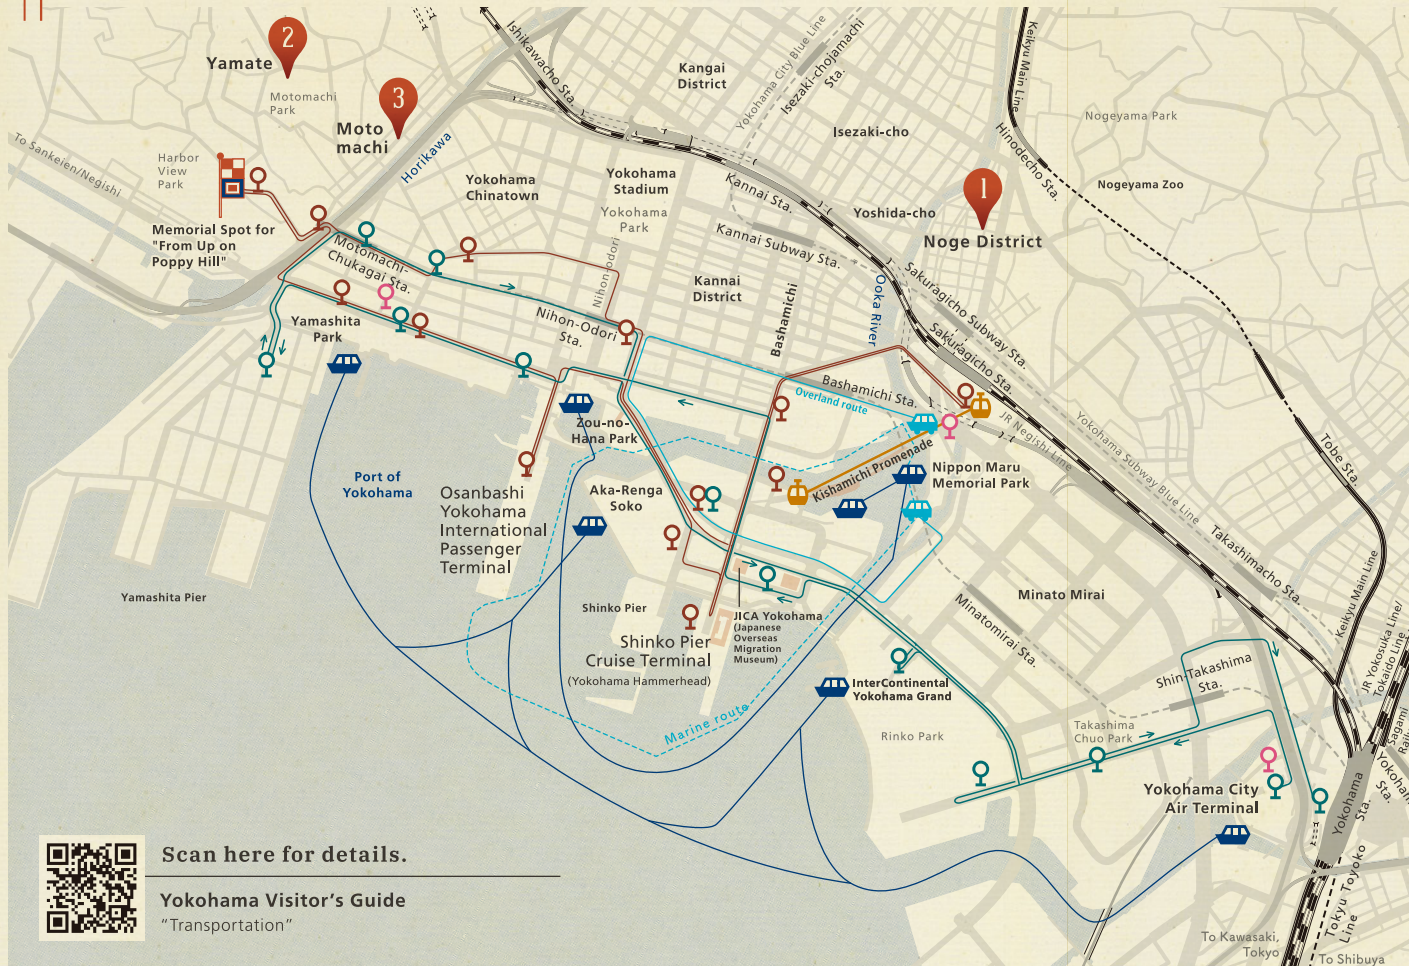 2
Yamate
Motomachi
Park
3
Moto
machi
Horikawa
Ishikawacho Sta.
Kangai
District
Yokohama City Blue Line
Isezaki-chojamachi
Sta.
Isezaki-cho
Keikyu Main Line
Hinodecho Sta.
Nogeyama Park
Nogeyama Zoo
1
Noge District
Yoshida-cho
To Sankeien/Negishi
Harbor
View
Park
Memorial Spot for
"From Up on
Poppy Hill"
Yokohama
Chinatown
Yokohama
Stadium
Yokohama
Park
Kannai Sta.
Kannai Subway Sta.
Kannai
District
Motomachi-
Chukagai Sta.
Nihon-odori
Nihon-Odori
Sta.
Bashamichi
Ooka River
Sakuragicho Subway Sta.
Sakuragicho Sta.
Yamashita
Park
Bashamichi Sta.
Overland route
JR Negishi Line
Yokohama Subway Blue Line
Tobe Sta.
Zou-no-
Hana Park
Kishamichi Promenade
Nippon Maru
Memorial Park
Port of
Yokohama
Osanbashi
Yokohama
International
Passenger
Terminal
Aka-Renga
Soko
Takashimacho Sta.
Keikyu Main Line
Yamashita Pier
Shinko Pier
JICA Yokohama
(Japanese
Overseas
Migration
Museum)
Minato Mirai
Minatomirai Sta.
Shinko Pier
Cruise Terminal
(Yokohama Hammerhead)
Marine route
InterContinental
Yokohama Grand
Rinko Park
Shin-Takashima
Sta.
Takashima
Chuo Park
JR Yokosuka Line/
Tokaido Line
Sagami
Yokohama City
Air Terminal
Yokohama
Sta.
Sta.
Tokyu Toyoko
Line
To Kawasaki,
Tokyo
To Shibuya
Scan here for details.
Yokohama Visitor's Guide
“Transportation”